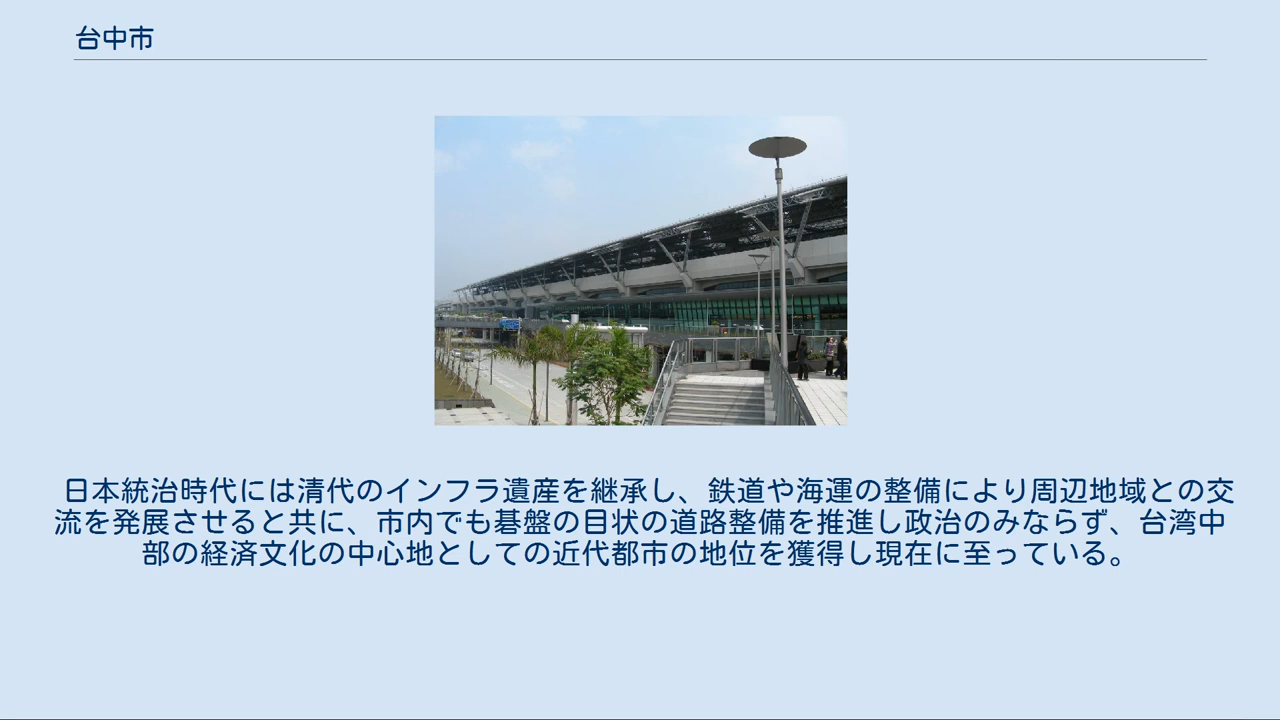 台中市
日本統治時代には清代のインフラ遺産を継承し、鉄道や海運の整備により周辺地域との交
流を発展させると共に、市内でも碁盤の目状の道路整備を推進し政治のみならず、台湾中
部の経済文化の中心地としての近代都市の地位を獲得し現在に至っている。